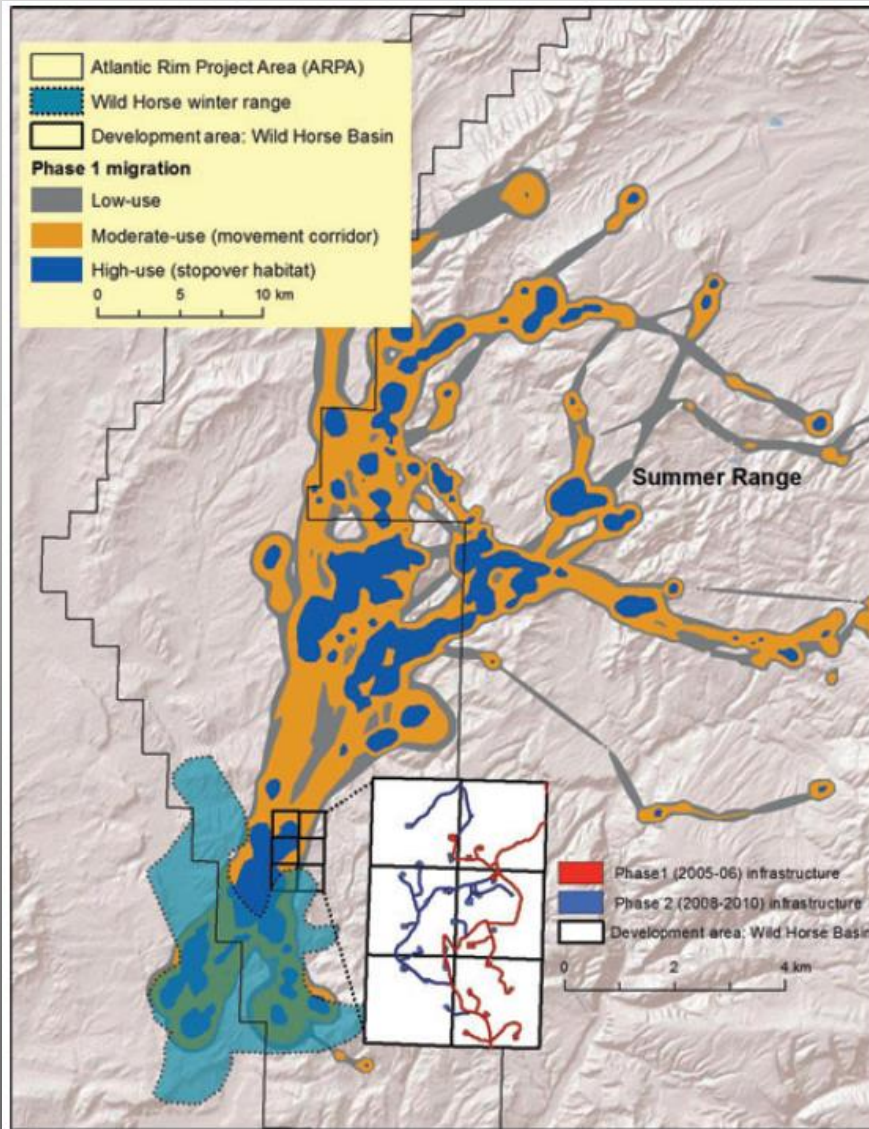 Atlantic Rim Project Area (ARPA)
Wild Horse winter range
Development area: Wild Horse Basin
Phase 1 migration
Low-use
Moderate-use (movement corridor)
High-use (stopover habitat)
0 5 10 km
Summer Range
Phase1 (2005-06) infrastructure
Phase 2 (2008-2010) infrastructure
Development area: Wild Horse Basin
0 2 4 km